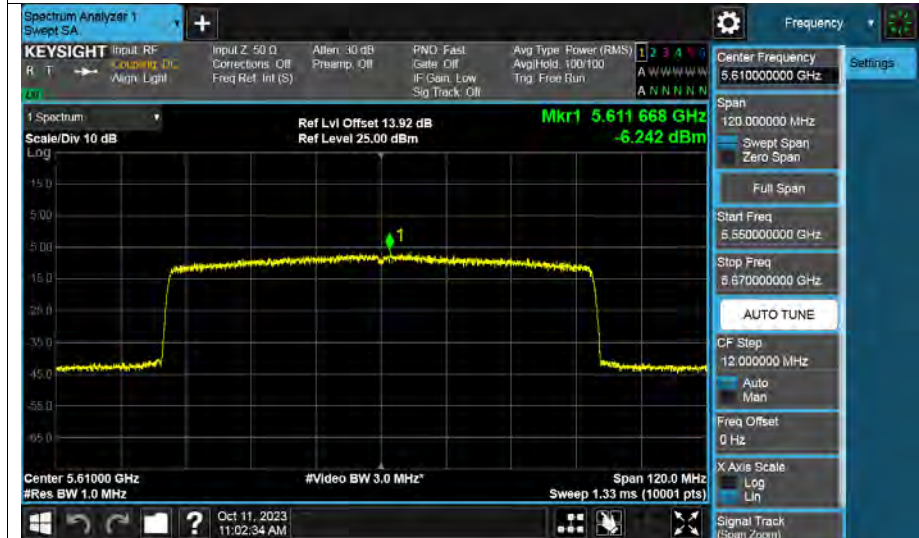 Spectrum Analyzer 1
Swept SA
+
Frequency
KEYSIGHT
Input: RF
Coupling: DC
Align: Light
R T
Input Z: 50 Ω
Corrections: Off
Freq Ref: Int (S)
Atten: 30 dB
Preamp: Off
PNO: Fast
Gate: Off
IF Gain: Low
Sig Track: Off
Avg Type: Power (RMS)
Avg|Hold: 100/100
Trig: Free Run
1 2 3 4 5 6
A W W W W W
A N N N N N
Center Frequency
5.610000000 GHz
Settings
1 Spectrum
Scale/Div 10 dB
Log
Ref Lvl Offset 13.92 dB
Ref Level 25.00 dBm
Mkr1 5.611 668 GHz
-6.242 dBm
Span
120.000000 MHz
Swept Span
Zero Span
Full Span
Start Freq
5.550000000 GHz
Stop Freq
5.670000000 GHz
AUTO TUNE
CF Step
12.000000 MHz
Auto
Man
Freq Offset
0 Hz
X Axis Scale
Log
Lin
Signal Track
(Span Zoom)
15.0
5.00
-5.00
-15.0
-25.0
-35.0
-45.0
-55.0
-65.0
1
Center 5.61000 GHz
#Res BW 1.0 MHz
#Video BW 3.0 MHz*
Span 120.0 MHz
Sweep 1.33 ms (10001 pts)
?
Oct 11, 2023
11:02:34 AM